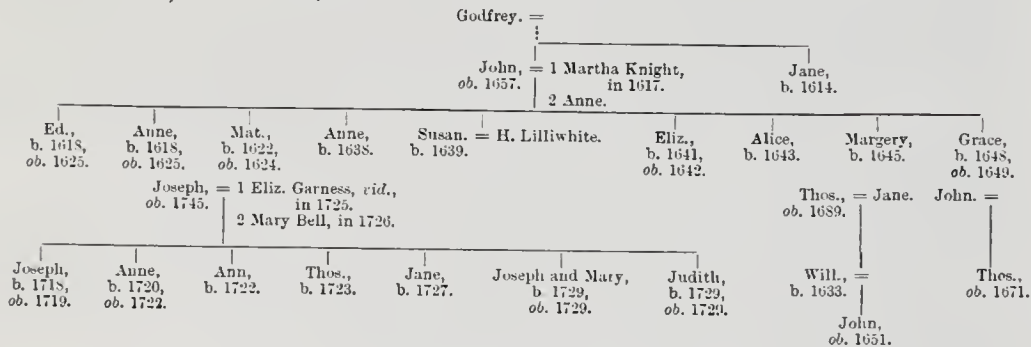 Godfrey. =
John, = 1 Martha Knight, Jane,
ob. 1657. in 1617. b. 1614.
2 Anne.
Ed., Anne, Mat., Anne, Susan. = H. Lilliwhite. Eliz., Alice, Margery, Grace,
b. 1618, b. 1618, b. 1622, b. 1638. b. 1639. b. 1641, b. 1643. b. 1645. b. 1648,
ob. 1625. ob. 1625. ob. 1624. ob. 1642. ob. 1649.
Joseph, = 1 Eliz. Garness, vid., Thos., = Jane. John. =
ob. 1745. in 1725. ob. 1689.
2 Mary Bell, in 1726.
Joseph, Anne, Ann, Thos., Jane, Joseph and Mary, Judith, Will., = Thos.,
b. 1718, b. 1720, b. 1722. b. 1723. b. 1727. b. 1729, b. 1729, b. 1633. ob. 1671.
ob. 1719. ob. 1722. ob. 1729. ob. 1729.
John,
ob. 1651.